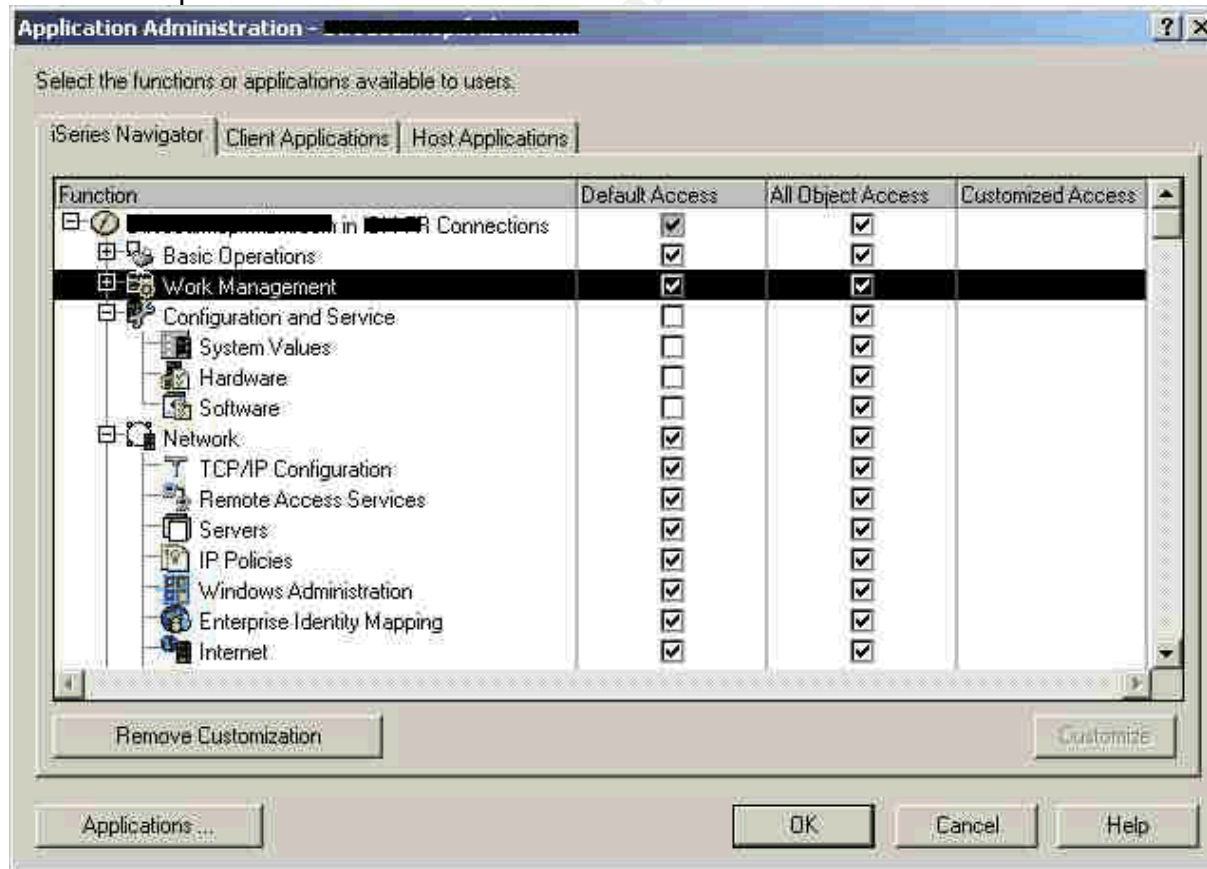 Application Administration -
Select the functions or applications available to users.
iSeries Navigator Client Applications Host Applications
Function Default Access All Object Access Customized Access
in Connections
Basic Operations
Work Management
Configuration and Service
System Values
Hardware
Software
Network
TCP/IP Configuration
Remote Access Services
Servers
IP Policies
Windows Administration
Enterprise Identity Mapping
Internet
Remove Customization Customize
Applications ... OK Cancel Help